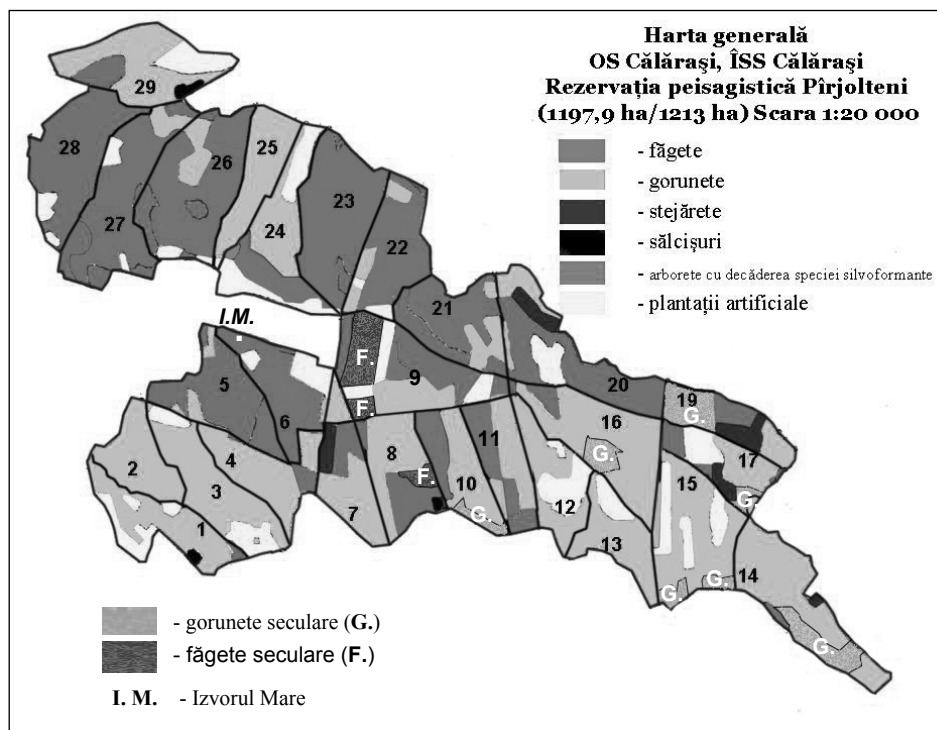 Harta generală
OS Călăraşi, ÎSS Călăraşi
Rezervaţia peisagistică Pîrjolteni
(1197,9 ha/1213 ha) Scara 1:20 000
- făgete
- gorunete
- stejărete
- sălcişuri
- arborete cu decăderea speciei silvoformante
- plantaţii artificiale
29
28
27
26
25
24
23
22
21
I.M.
F.
9
F.
20
19
G.
5
6
16
G.
17
G.
2
4
3
1
8
F.
10
11
G.
7
12
15
13
G.
G.
14
G.
- gorunete seculare (G.)
- făgete seculare (F.)
I. M. - Izvorul Mare